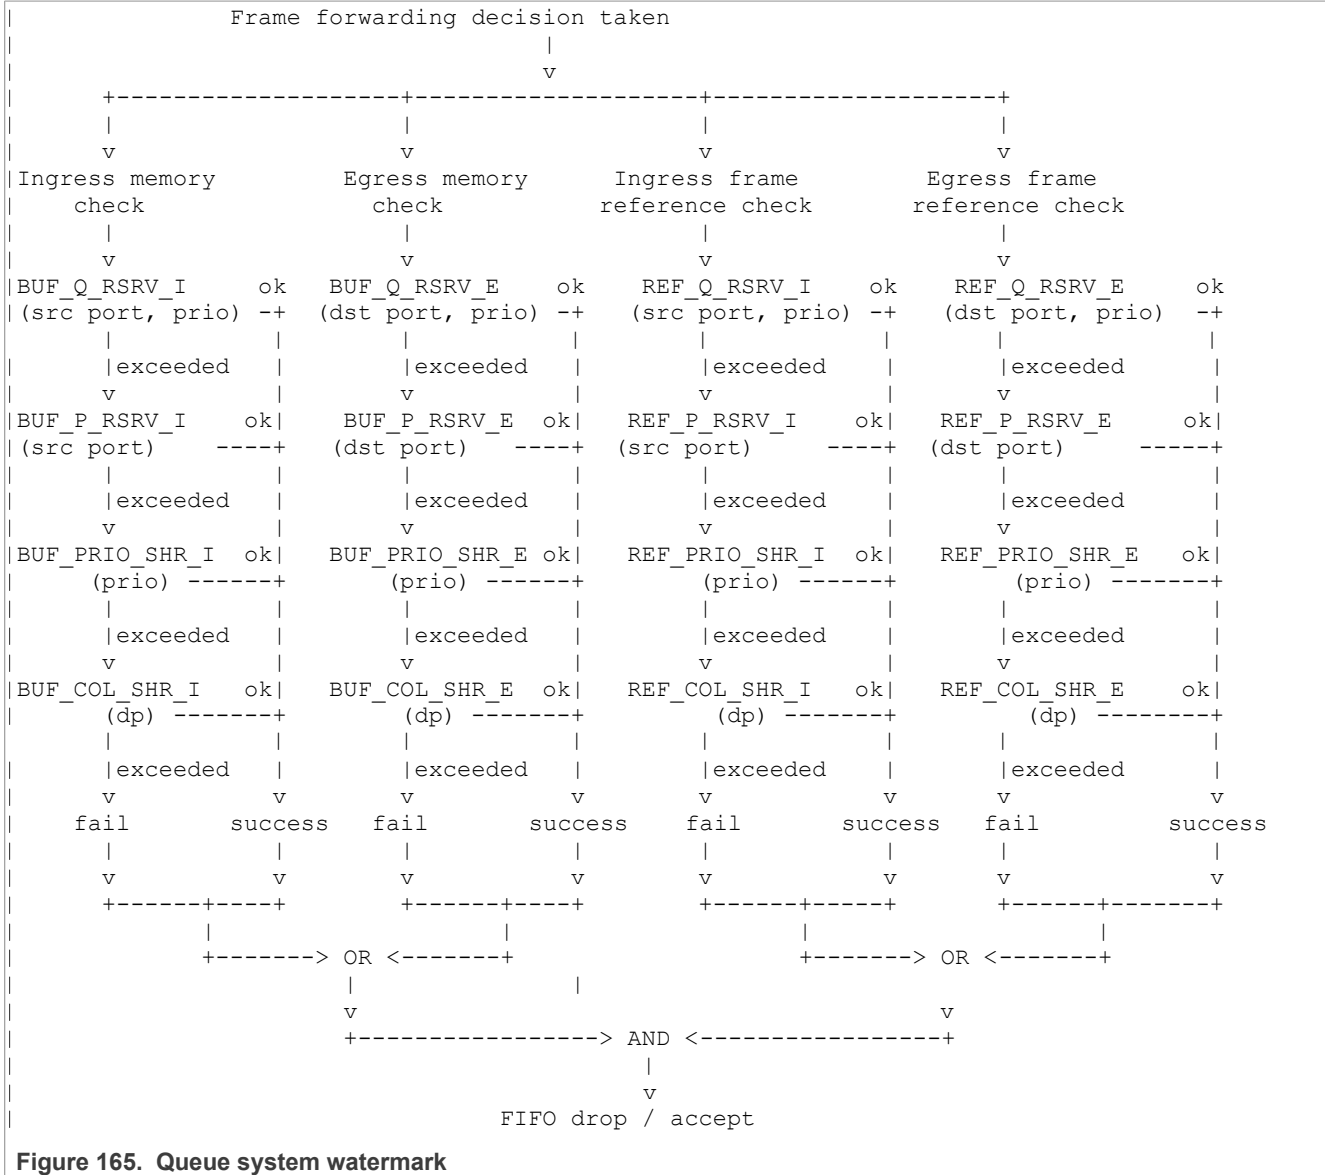 |             Frame forwarding decision taken
|                                      |
|                                      v
|      +--------------------+--------------------+--------------------+
|      |                    |                    |                    |
|      v                    v                    v                    v
|Ingress memory         Egress memory      Ingress frame         Egress frame
|    check                check           reference check       reference check
|      |                    |                    |                    |
|      v                    v                    v                    v
|BUF_Q_RSRV_I   ok   BUF_Q_RSRV_E    ok    REF_Q_RSRV_I    ok    REF_Q_RSRV_E     ok
|(src port, prio) -+  (dst port, prio) -+   (src port, prio) -+   (dst port, prio)  -+
|      |           |        |           |        |            |       |              |
|      |exceeded   |        |exceeded   |        |exceeded    |       |exceeded      |
|      v           |        v           |        v            |       v              |
|BUF_P_RSRV_I    ok|    BUF_P_RSRV_E  ok|   REF_P_RSRV_I    ok|  REF_P_RSRV_E     ok|
|(src port)    ----+   (dst port)   ----+  (src port)     ----+  (dst port)     -----+
|      |           |        |           |        |            |       |              |
|      |exceeded   |        |exceeded   |        |exceeded    |       |exceeded      |
|      v           |        v           |        v            |       v              |
|BUF_PRIO_SHR_I  ok|   BUF_PRIO_SHR_E ok|   REF_PRIO_SHR_I  ok|  REF_PRIO_SHR_E    ok|
|     (prio) ------+       (prio) ------+        (prio) ------+        (prio) -------+
|      |           |        |           |        |            |       |              |
|      |exceeded   |        |exceeded   |        |exceeded    |       |exceeded      |
|      v           |        v           |        v            |       v              |
|BUF_COL_SHR_I   ok|   BUF_COL_SHR_E  ok|   REF_COL_SHR_I   ok|  REF_COL_SHR_E     ok|
|      (dp) -------+        (dp) -------+         (dp) -------+         (dp) --------+
|      |           |        |           |        |            |       |              |
|      |exceeded   |        |exceeded   |        |exceeded    |       |exceeded      |
|      v           v        v           v        v            v       v              v
|    fail       success   fail       success    fail       success   fail         success
|      |           |        |           |        |            |       |              |
|      v           v        v           v        v            v       v              v
|      +------+----+        +------+----+        +------+-----+       +------+-------+
|             |                    |                    |                    |
|             +-------> OR <-------+                    +-------> OR <-------+
|                       |               |
|                       v                                         v
|                       +-----------------> AND <-----------------+
|                                            |
|                                            v
|                                  FIFO drop / accept
Figure 165. Queue system watermark